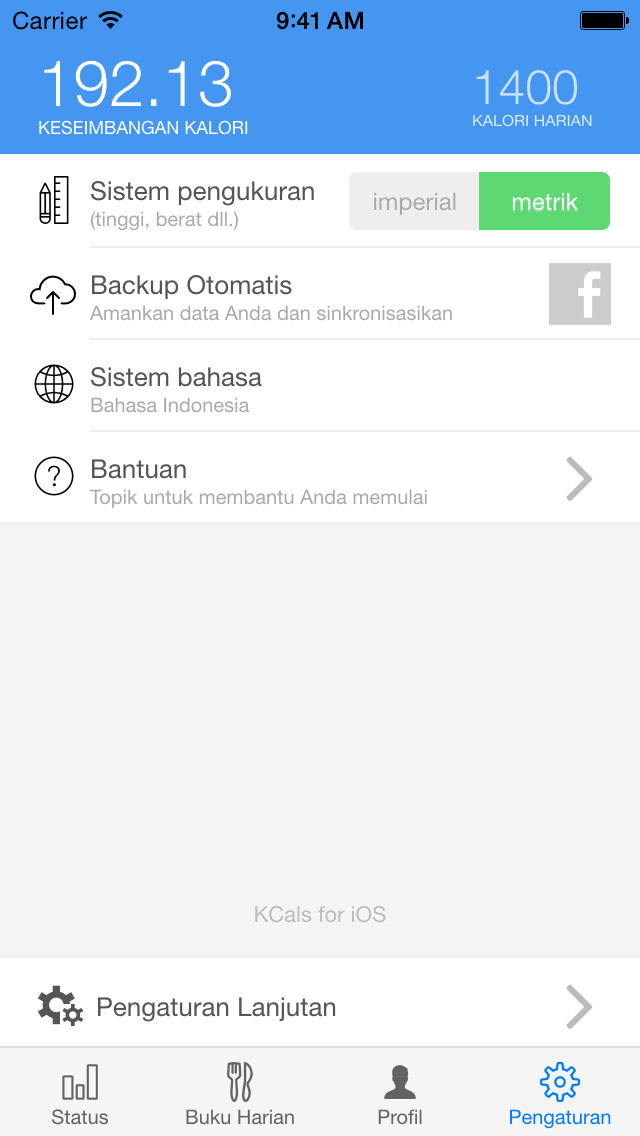 Carrier 9:41 AM
192.13
KESEIMBANGAN KALORI
1400
KALORI HARIAN
Sistem pengukuran
(tinggi, berat dll.)
imperial metrik
Backup Otomatis
Amankan data Anda dan sinkronisasikan
f
Sistem bahasa
Bahasa Indonesia
? Bantuan
Topik untuk membantu Anda memulai
KCals for iOS
Pengaturan Lanjutan
Status Buku Harian Profil Pengaturan